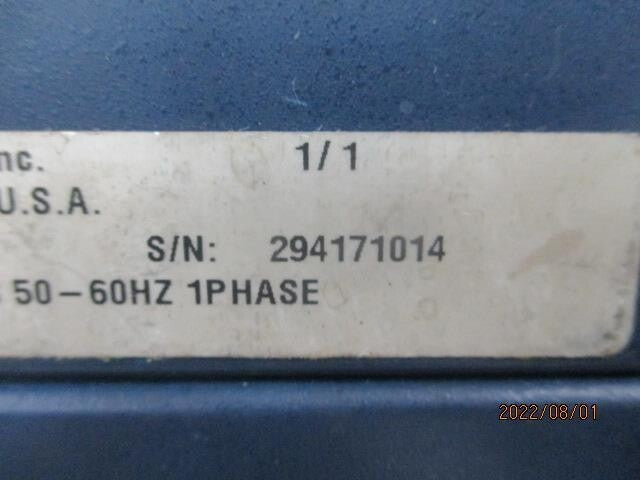 nc. 1/1
U.S.A.
S/N: 294171014
50-60HZ 1PHASE
2022/08/01